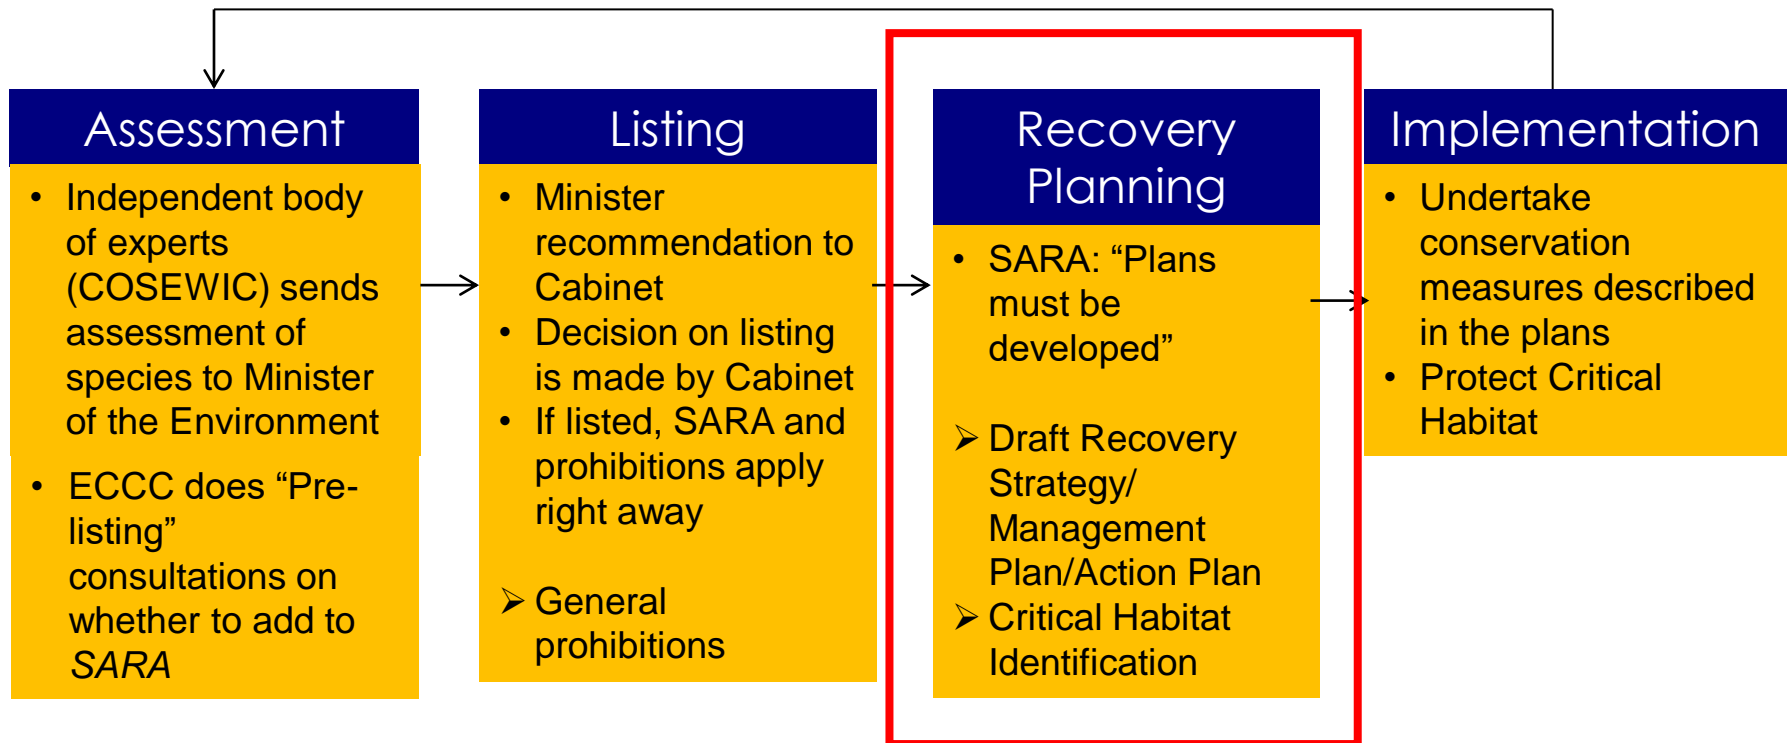 Assessment
• Independent body
of experts
(COSEWIC) sends
assessment of
species to Minister
of the Environment
• ECCC does “Pre-
listing”
consultations on
whether to add to
SARA
Listing
• Minister
recommendation to
Cabinet
• Decision on listing
is made by Cabinet
• If listed, SARA and
prohibitions apply
right away
➢ General
prohibitions
Recovery
Planning
• SARA: “Plans
must be
developed”
➢ Draft Recovery
Strategy/
Management
Plan/Action Plan
➢ Critical Habitat
Identification
Implementation
• Undertake
conservation
measures described
in the plans
• Protect Critical
Habitat